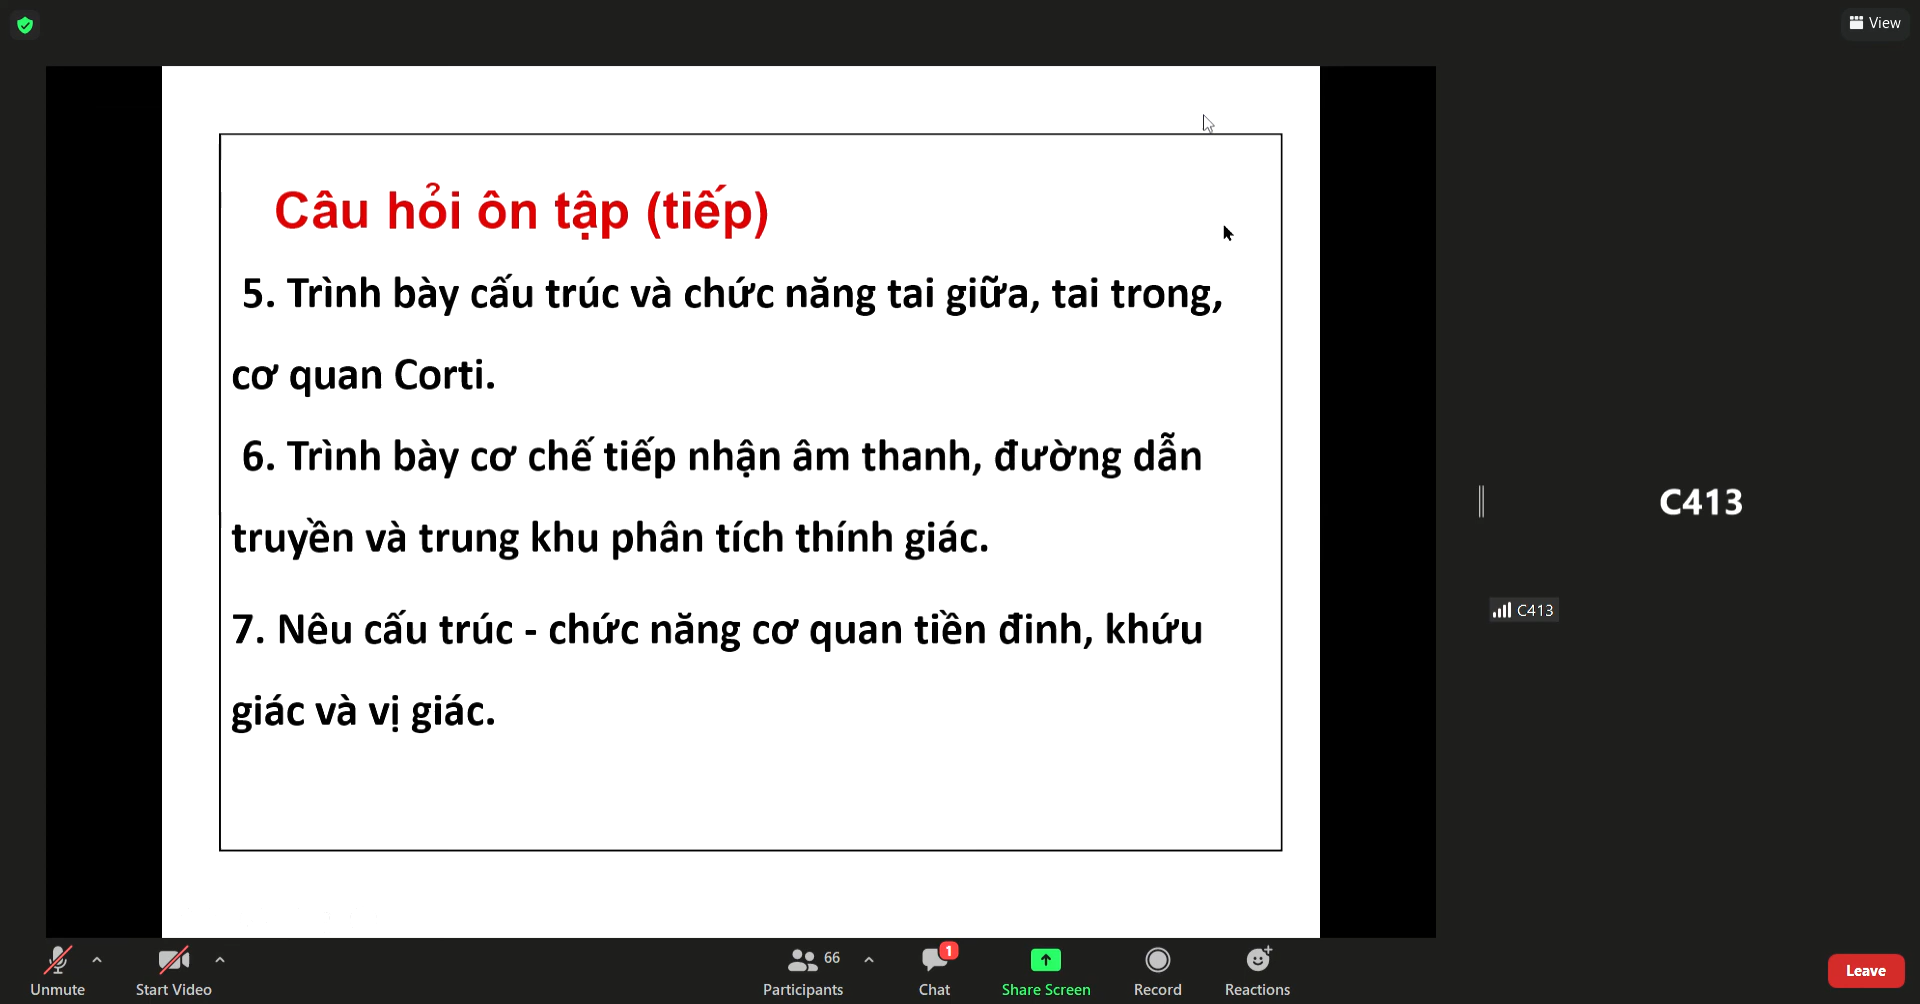 View
Câu hỏi ôn tập (tiếp)
5. Trình bày cấu trúc và chức năng tai giữa, tai trong,
cơ quan Corti.
6. Trình bày cơ chế tiếp nhận âm thanh, đường dẫn
truyền và trung khu phân tích thính giác.
7. Nêu cấu trúc - chức năng cơ quan tiền đình, khứu
giác và vị giác.
C413
C413
Unmute
Start Video
66
Participants
1
Chat
Share Screen
Record
Reactions
Leave